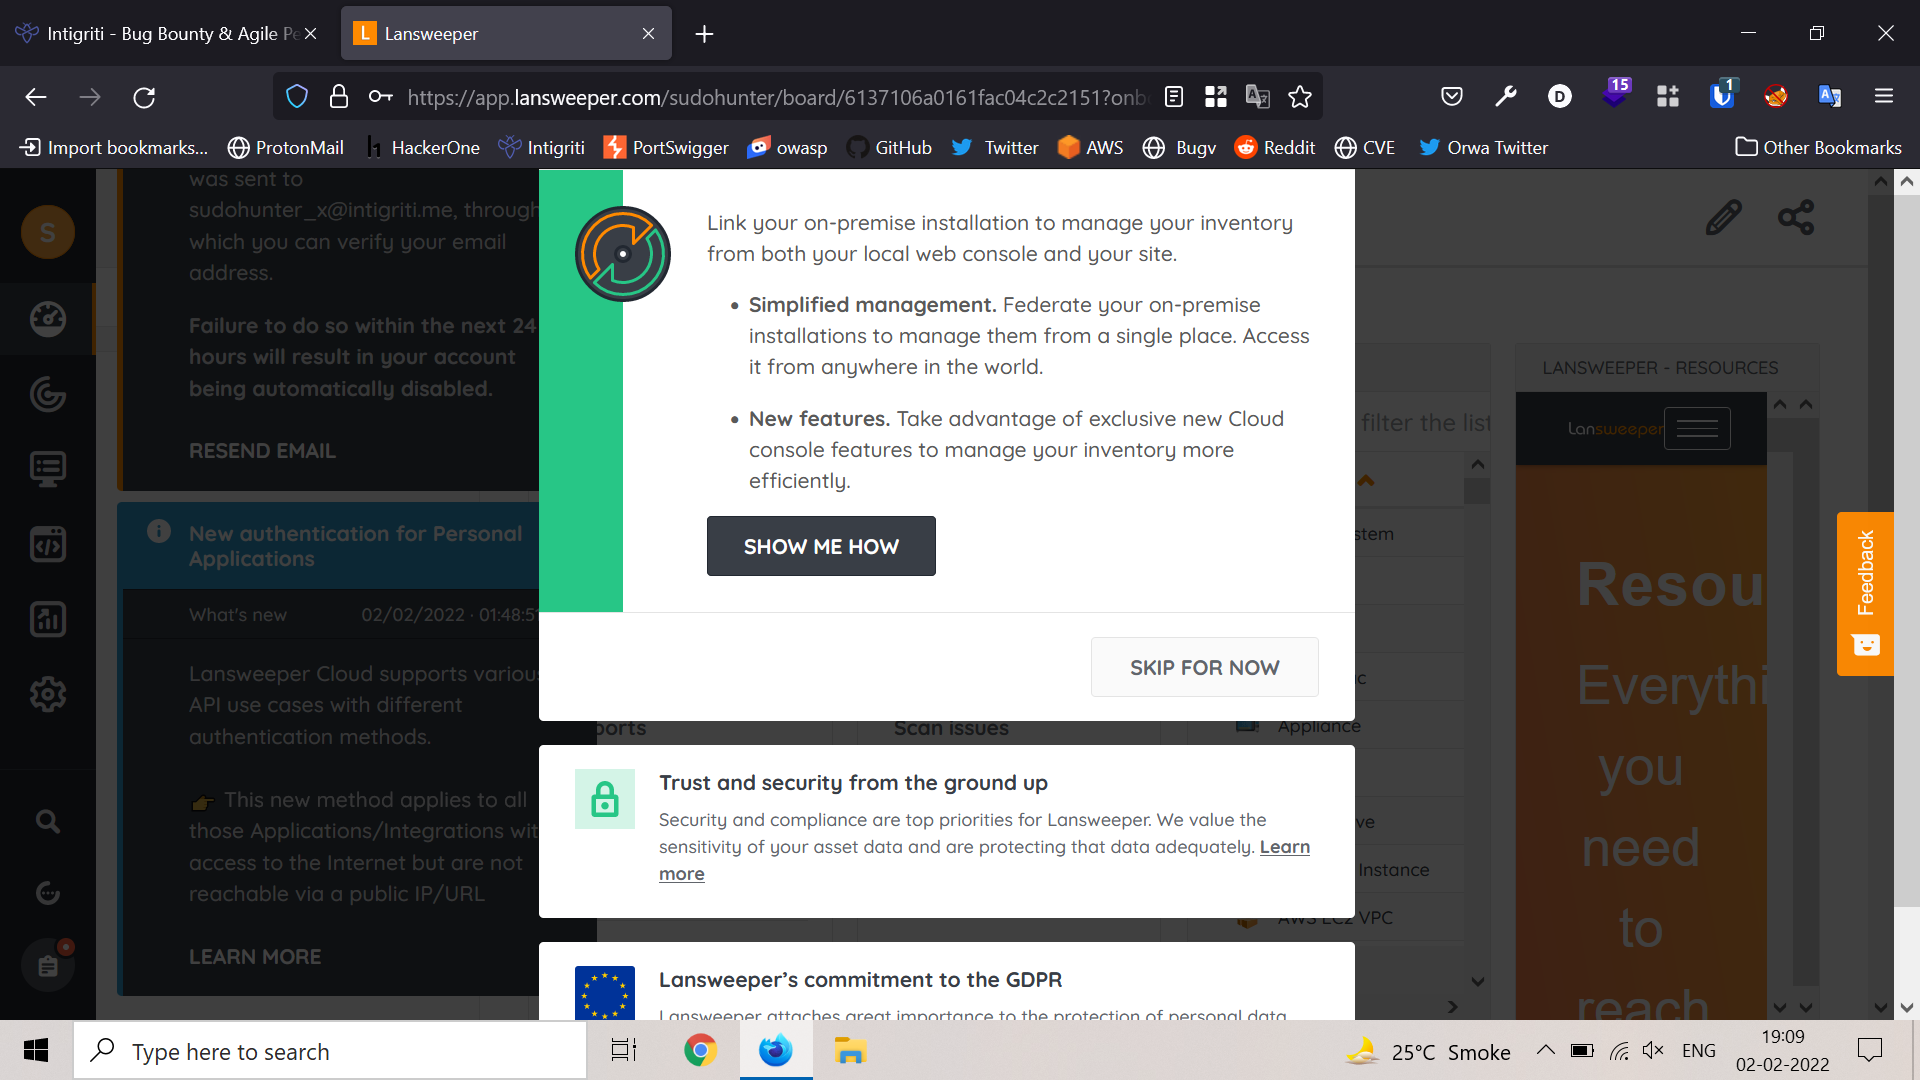 Intigriti - Bug Bounty & Agile Pe
Lansweeper
https://app.lansweeper.com/sudohunter/board/6137106a0161fac04c2c2151?onb
15
1
Import bookmarks...
ProtonMail
HackerOne
Intigriti
PortSwigger
owasp
GitHub
Twitter
AWS
Bugv
Reddit
CVE
Orwa Twitter
Other Bookmarks
S
was sent to
sudohunter_x@intigriti.me, through
which you can verify your email
address.
Failure to do so within the next 24
hours will result in your account
being automatically disabled.
RESEND EMAIL
New authentication for Personal
Applications
What's new
02/02/2022 · 01:48:5
Lansweeper Cloud supports various
API use cases with different
authentication methods.
👉 This new method applies to all
those Applications/Integrations wit
access to the Internet but are not
reachable via a public IP/URL
LEARN MORE
Link your on-premise installation to manage your inventory
from both your local web console and your site.
• Simplified management. Federate your on-premise
installations to manage them from a single place. Access
it from anywhere in the world.
• New features. Take advantage of exclusive new Cloud
console features to manage your inventory more
efficiently.
SHOW ME HOW
SKIP FOR NOW
ports
Scan issues
Trust and security from the ground up
Security and compliance are top priorities for Lansweeper. We value the
sensitivity of your asset data and are protecting that data adequately. Learn
more
Lansweeper's commitment to the GDPR
Lansweeper attaches great importance to the protection of personal data
filter the list
stem
ic
Appliance
ve
Instance
AWS EC2 VPC
LANSWEEPER - RESOURCES
Lansweeper
Resou
Everythi
you
need
to
reach
Feedback
Type here to search
25°C Smoke
ENG
19:09
02-02-2022